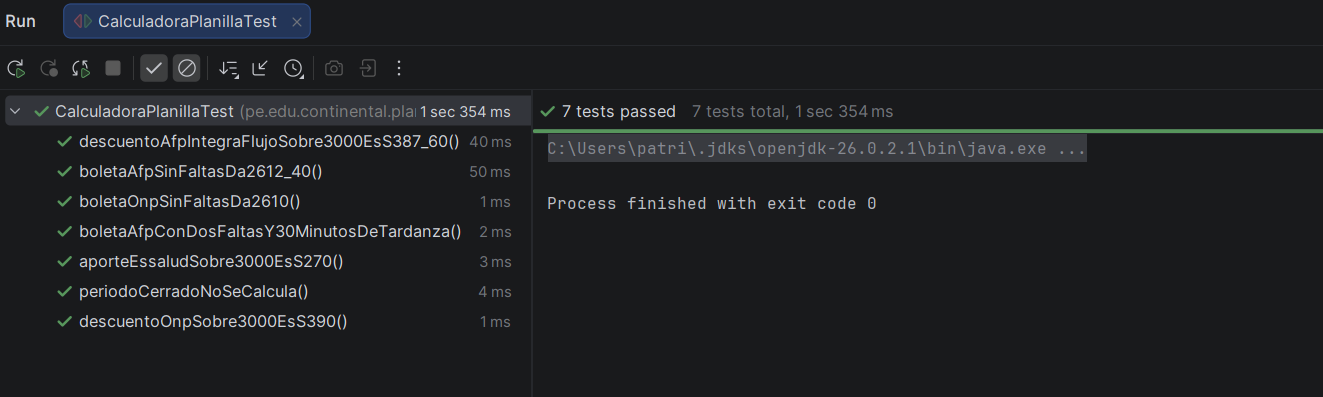 Run CalculadoraPlanillaTest
CalculadoraPlanillaTest (pe.edu.continental.pla 1 sec 354 ms
descuentoAfpIntegraFlujoSobre3000EsS387_60() 40 ms
boletaAfpSinFaltasDa2612_40() 50 ms
boletaOnpSinFaltasDa2610() 1 ms
boletaAfpConDosFaltasY30MinutosDeTardanza() 2 ms
aporteEssaludSobre3000EsS270() 3 ms
periodoCerradoNoSeCalcula() 4 ms
descuentoOnpSobre3000EsS390() 1 ms
7 tests passed 7 tests total, 1 sec 354 ms
C:\Users\patri\.jdks\openjdk-26.0.2.1\bin\java.exe ...
Process finished with exit code 0